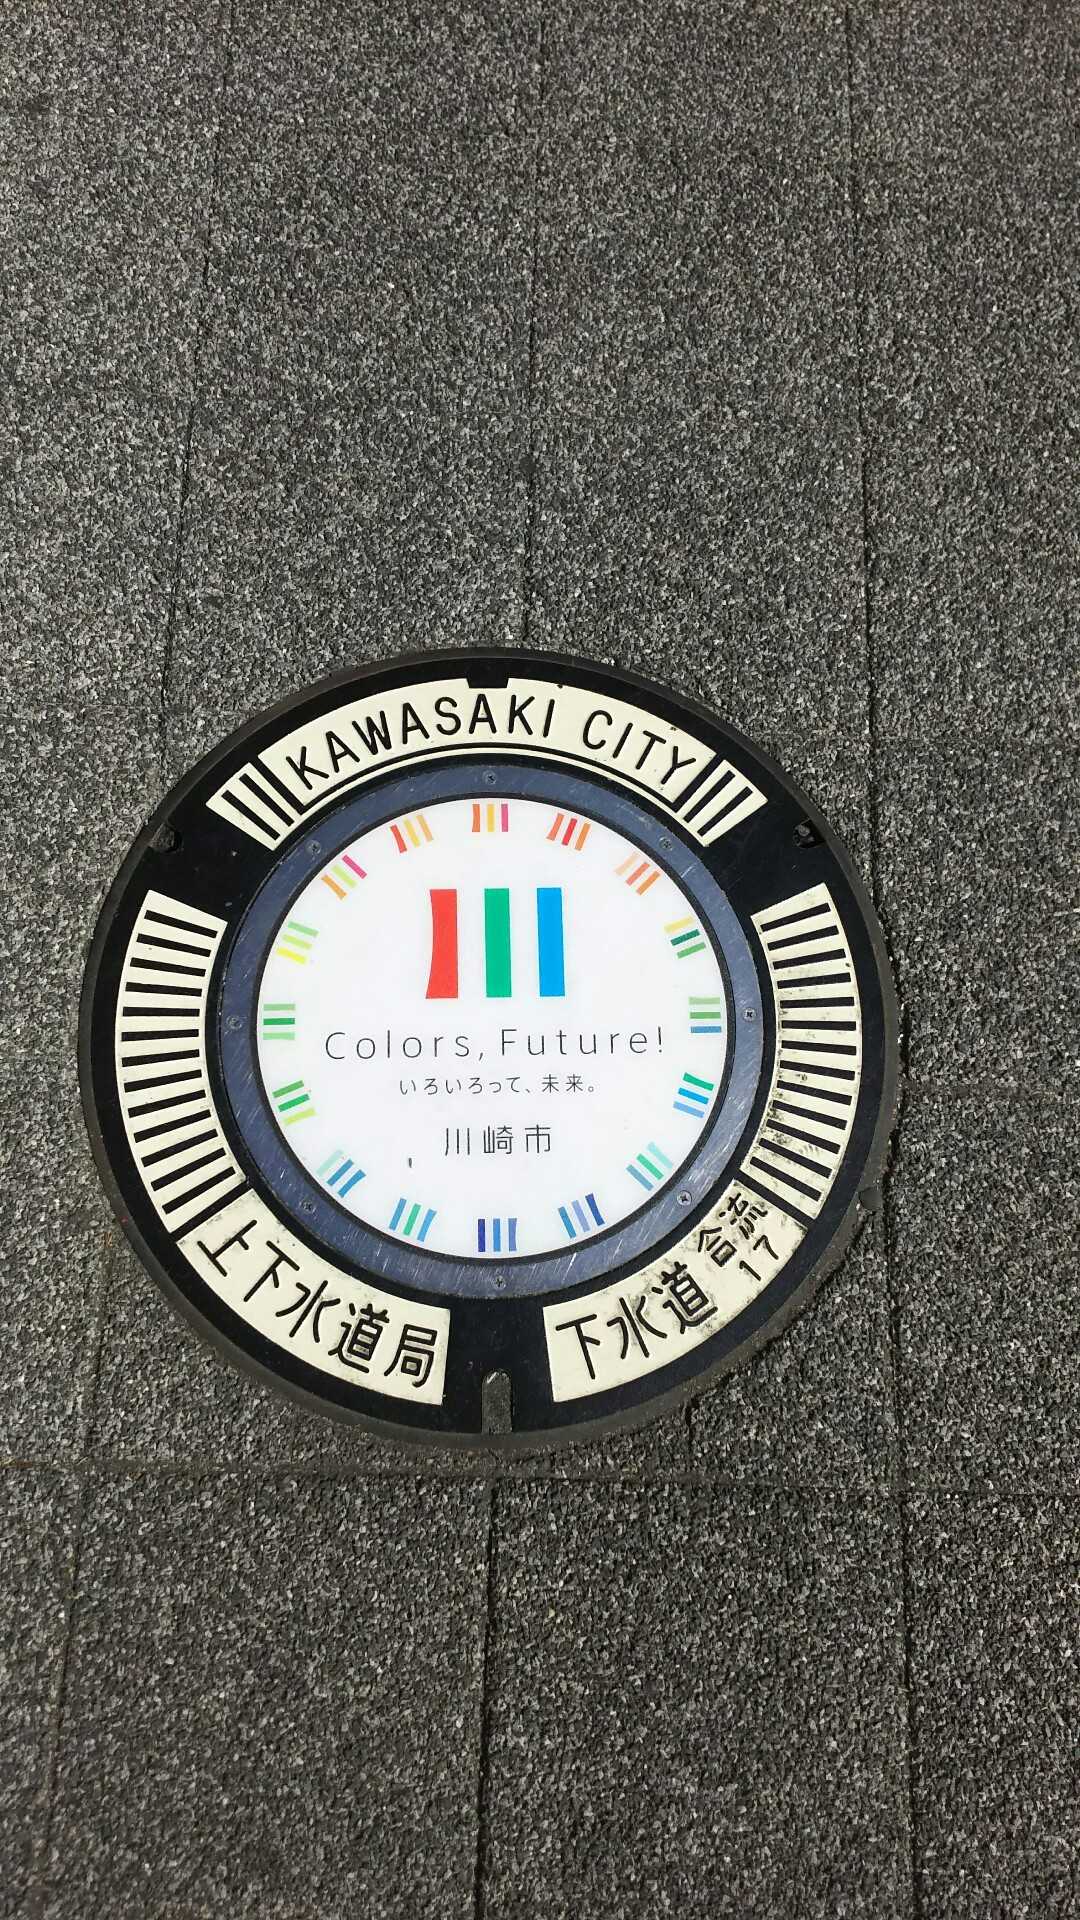 KAWASAKI CITY
Colors, Future!
いろいろって、未来。
川崎市
上下水道局
下水道 合流
17